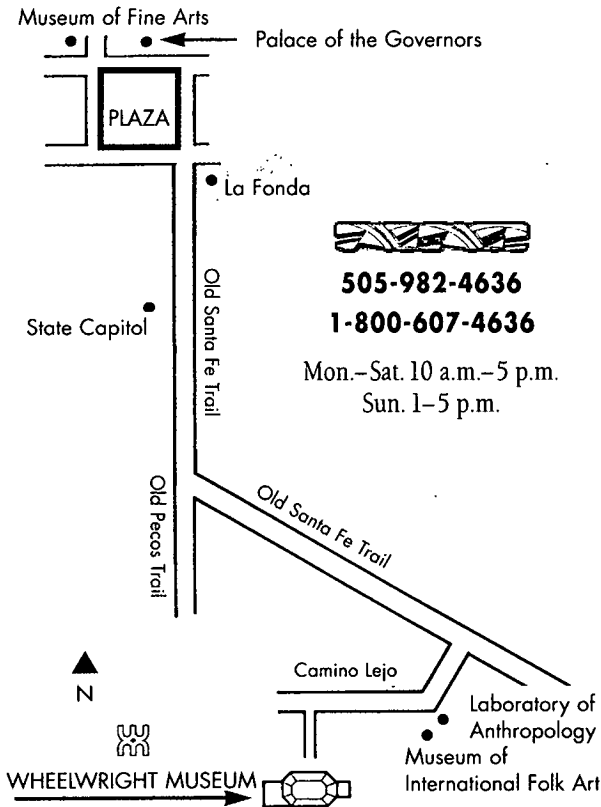 Museum of Fine Arts
Palace of the Governors
PLAZA
La Fonda
505-982-4636
1-800-607-4636
Mon.–Sat. 10 a.m.–5 p.m.
Sun. 1–5 p.m.
State Capitol
Old Santa Fe Trail
Old Pecos Trail
Old Santa Fe Trail
N
Camino Lejo
Laboratory of
Anthropology
Museum of
International Folk Art
WHEELWRIGHT MUSEUM